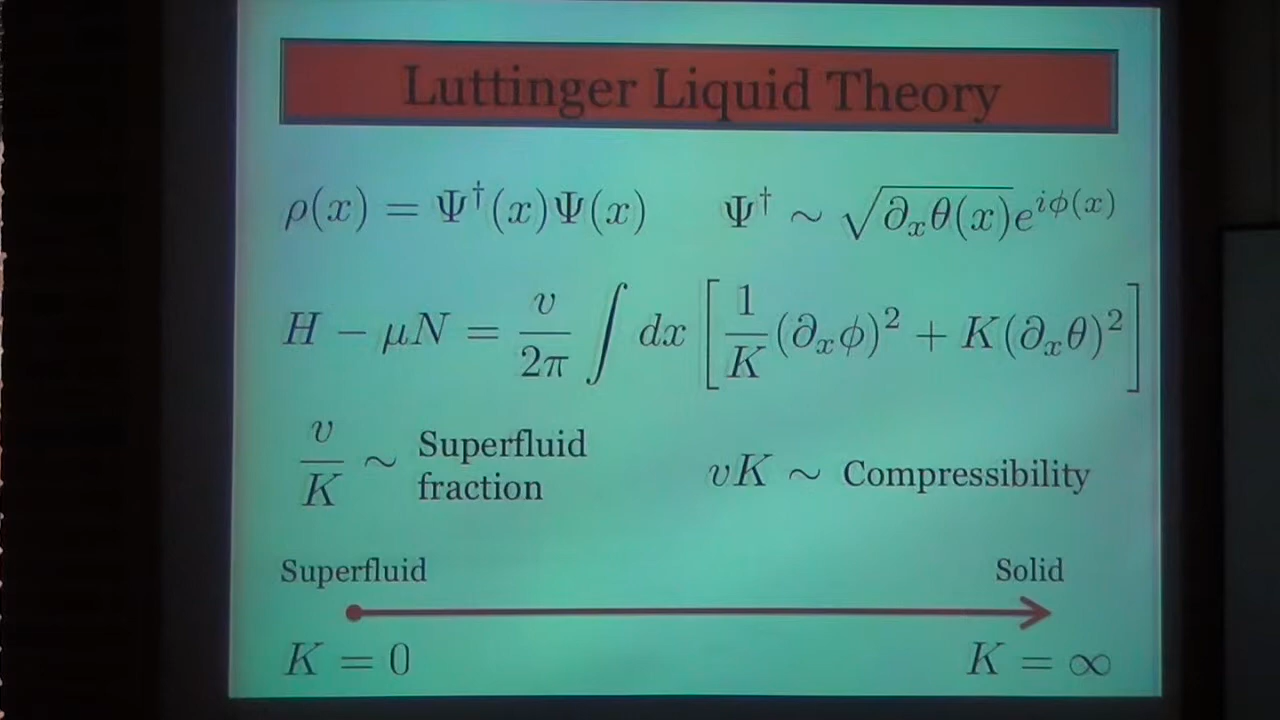 Luttinger Liquid Theory
ρ(x) = Ψ†(x)Ψ(x) Ψ† ∼ √∂ₓθ(x) e^{iϕ(x)}
H − μN = v/2π ∫ dx [1/K (∂ₓϕ)² + K(∂ₓθ)²]
v/K ∼ Superfluid fraction vK ∼ Compressibility
Superfluid Solid
K = 0 K = ∞